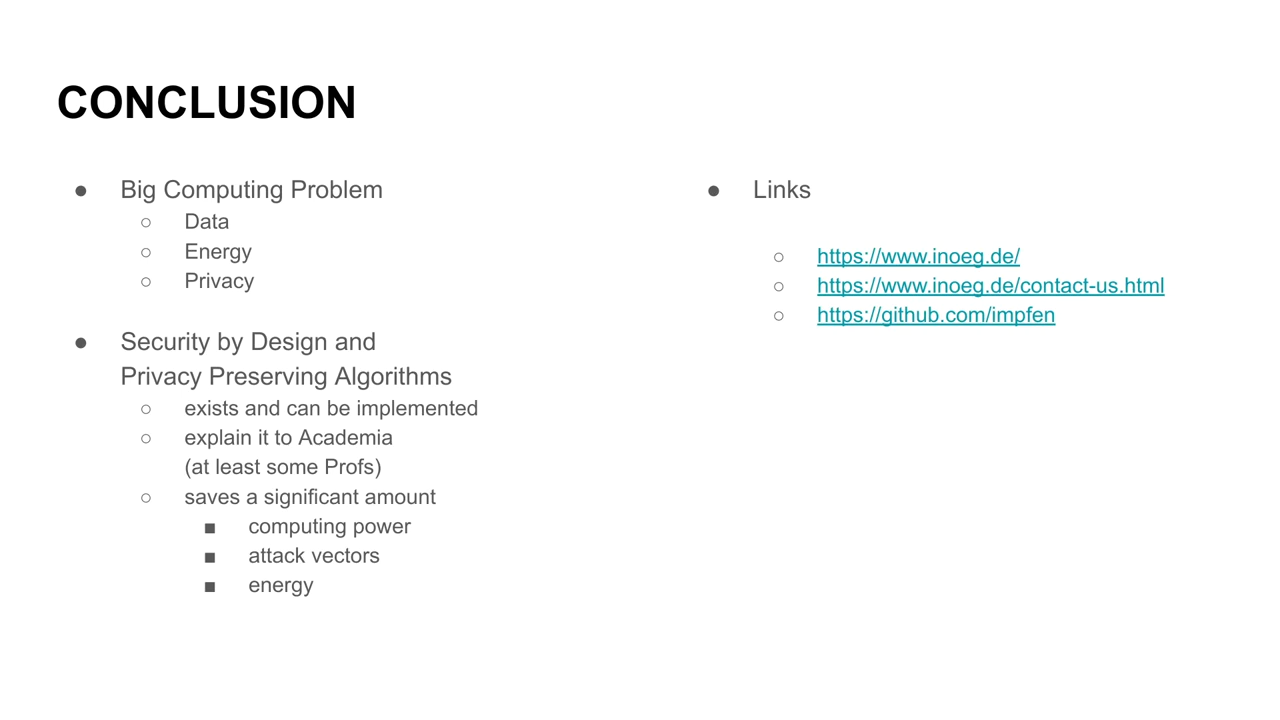 CONCLUSION
● Big Computing Problem
○ Data
○ Energy
○ Privacy
● Security by Design and
Privacy Preserving Algorithms
○ exists and can be implemented
○ explain it to Academia
(at least some Profs)
○ saves a significant amount
■ computing power
■ attack vectors
■ energy
● Links
○ https://www.inoeg.de/
○ https://www.inoeg.de/contact-us.html
○ https://github.com/impfen